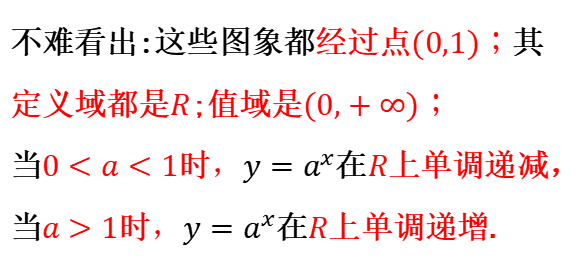 不难看出:这些图象都经过点(0,1)；其
定义域都是R;值域是(0,+∞)；
当0<a<1时，y=aˣ在R上单调递减，
当a>1时，y=aˣ在R上单调递增.